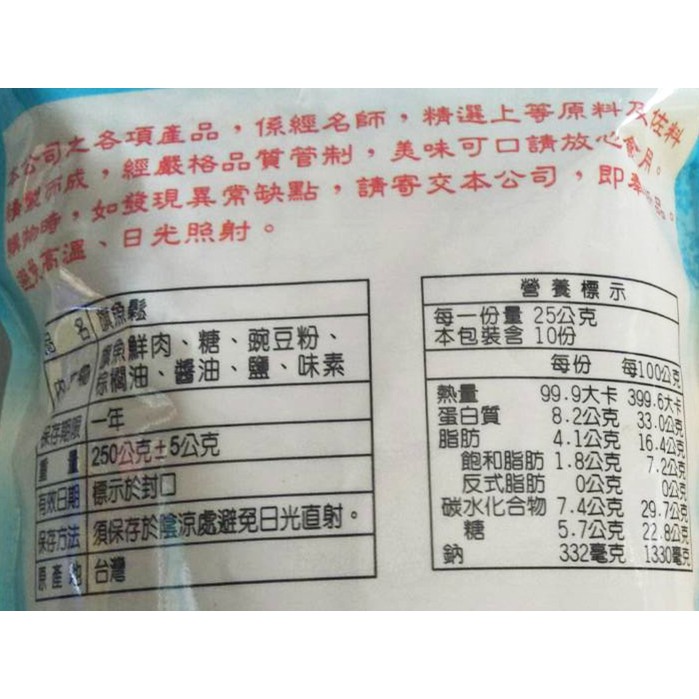 本公司之各項產品，係經名師，精選上等原料及佐料
製而成，經嚴格品質管制，美味可口請放心食用。
購物時，如發現異常缺點，請寄交本公司，即奉品。
避免高溫、日光照射。
品名 旗魚鬆
內物 旗魚鮮肉、糖、豌豆粉、
棕櫚油、醬油、鹽、味素
保存期限 一年
重量 250公克±5公克
有效日期 標示於封口
保存方法 須保存於陰涼處避免日光直射。
原產地 台灣
營養標示
每一份量 25公克
本包裝含 10份
每份 每100公克
熱量 99.9大卡 399.6大卡
蛋白質 8.2公克 33.0公克
脂肪 4.1公克 16.4公克
飽和脂肪 1.8公克 7.2公克
反式脂肪 0公克 0公克
碳水化合物 7.4公克 29.7公克
糖 5.7公克 22.8公克
鈉 332毫克 1330毫克